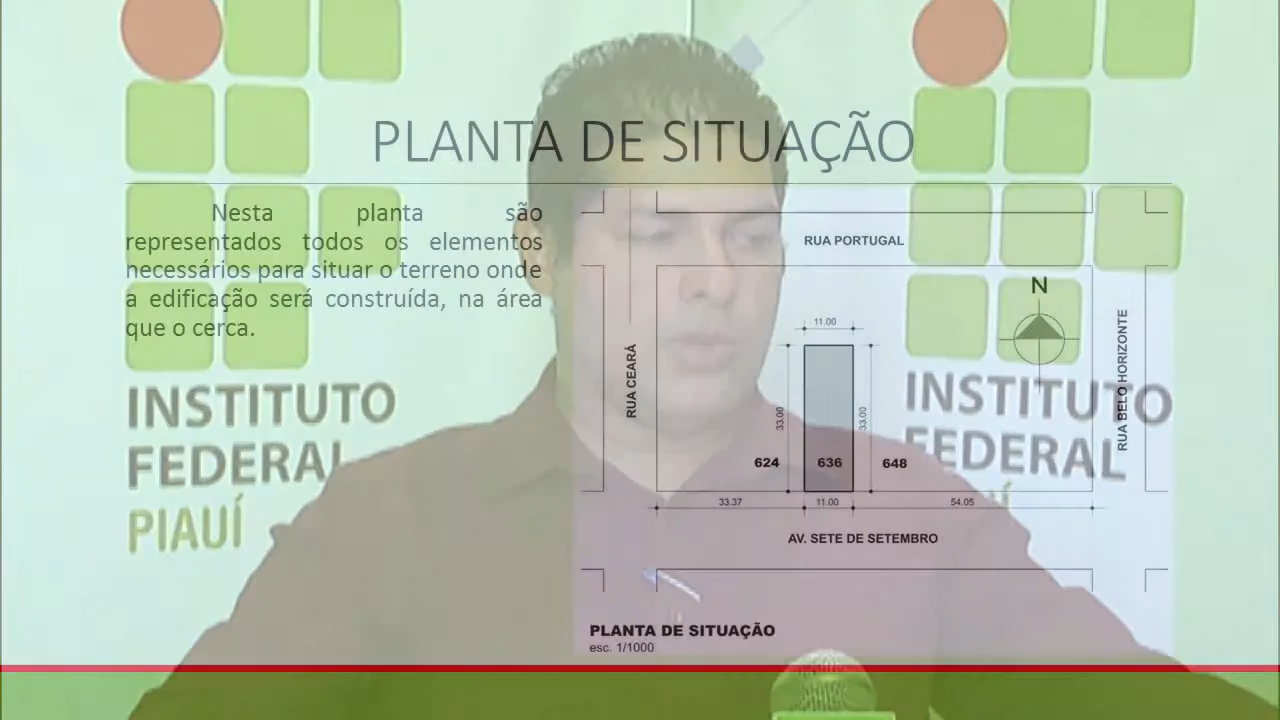 PLANTA DE SITUAÇÃO
Nesta planta são
representados todos os elementos
necessários para situar o terreno onde
a edificação será construída, na área
que o cerca.
INSTITUTO
FEDERAL
PIAUÍ
RUA PORTUGAL
N
11.00
RUA CEARÁ
33.00
33.00
RUA BELO HORIZONTE
624
636
648
33.37
11.00
54.05
AV. SETE DE SETEMBRO
PLANTA DE SITUAÇÃO
esc. 1/1000
INSTITUTO
FEDERAL